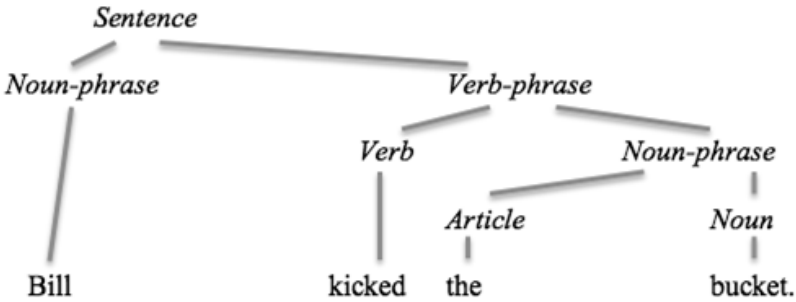 Sentence
Noun-phrase Verb-phrase
Verb Noun-phrase
Article Noun
Bill kicked the bucket.